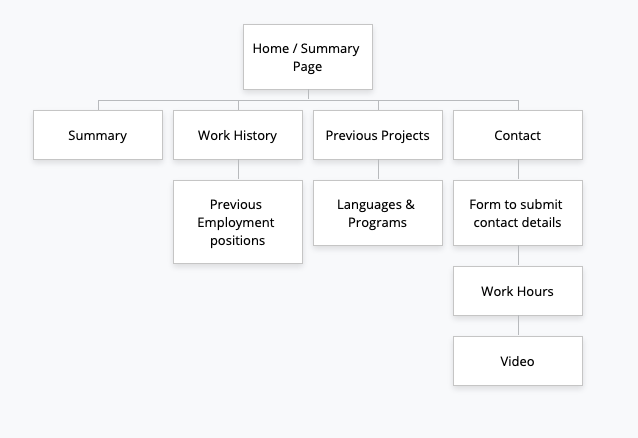 Home / Summary
Page
Summary
Work History
Previous Projects
Contact
Previous
Employment
positions
Languages &
Programs
Form to submit
contact details
Work Hours
Video